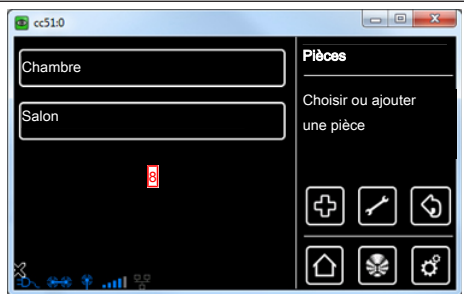 cc51:0
Chambre
Salon
8
Pièces
Choisir ou ajouter
une pièce